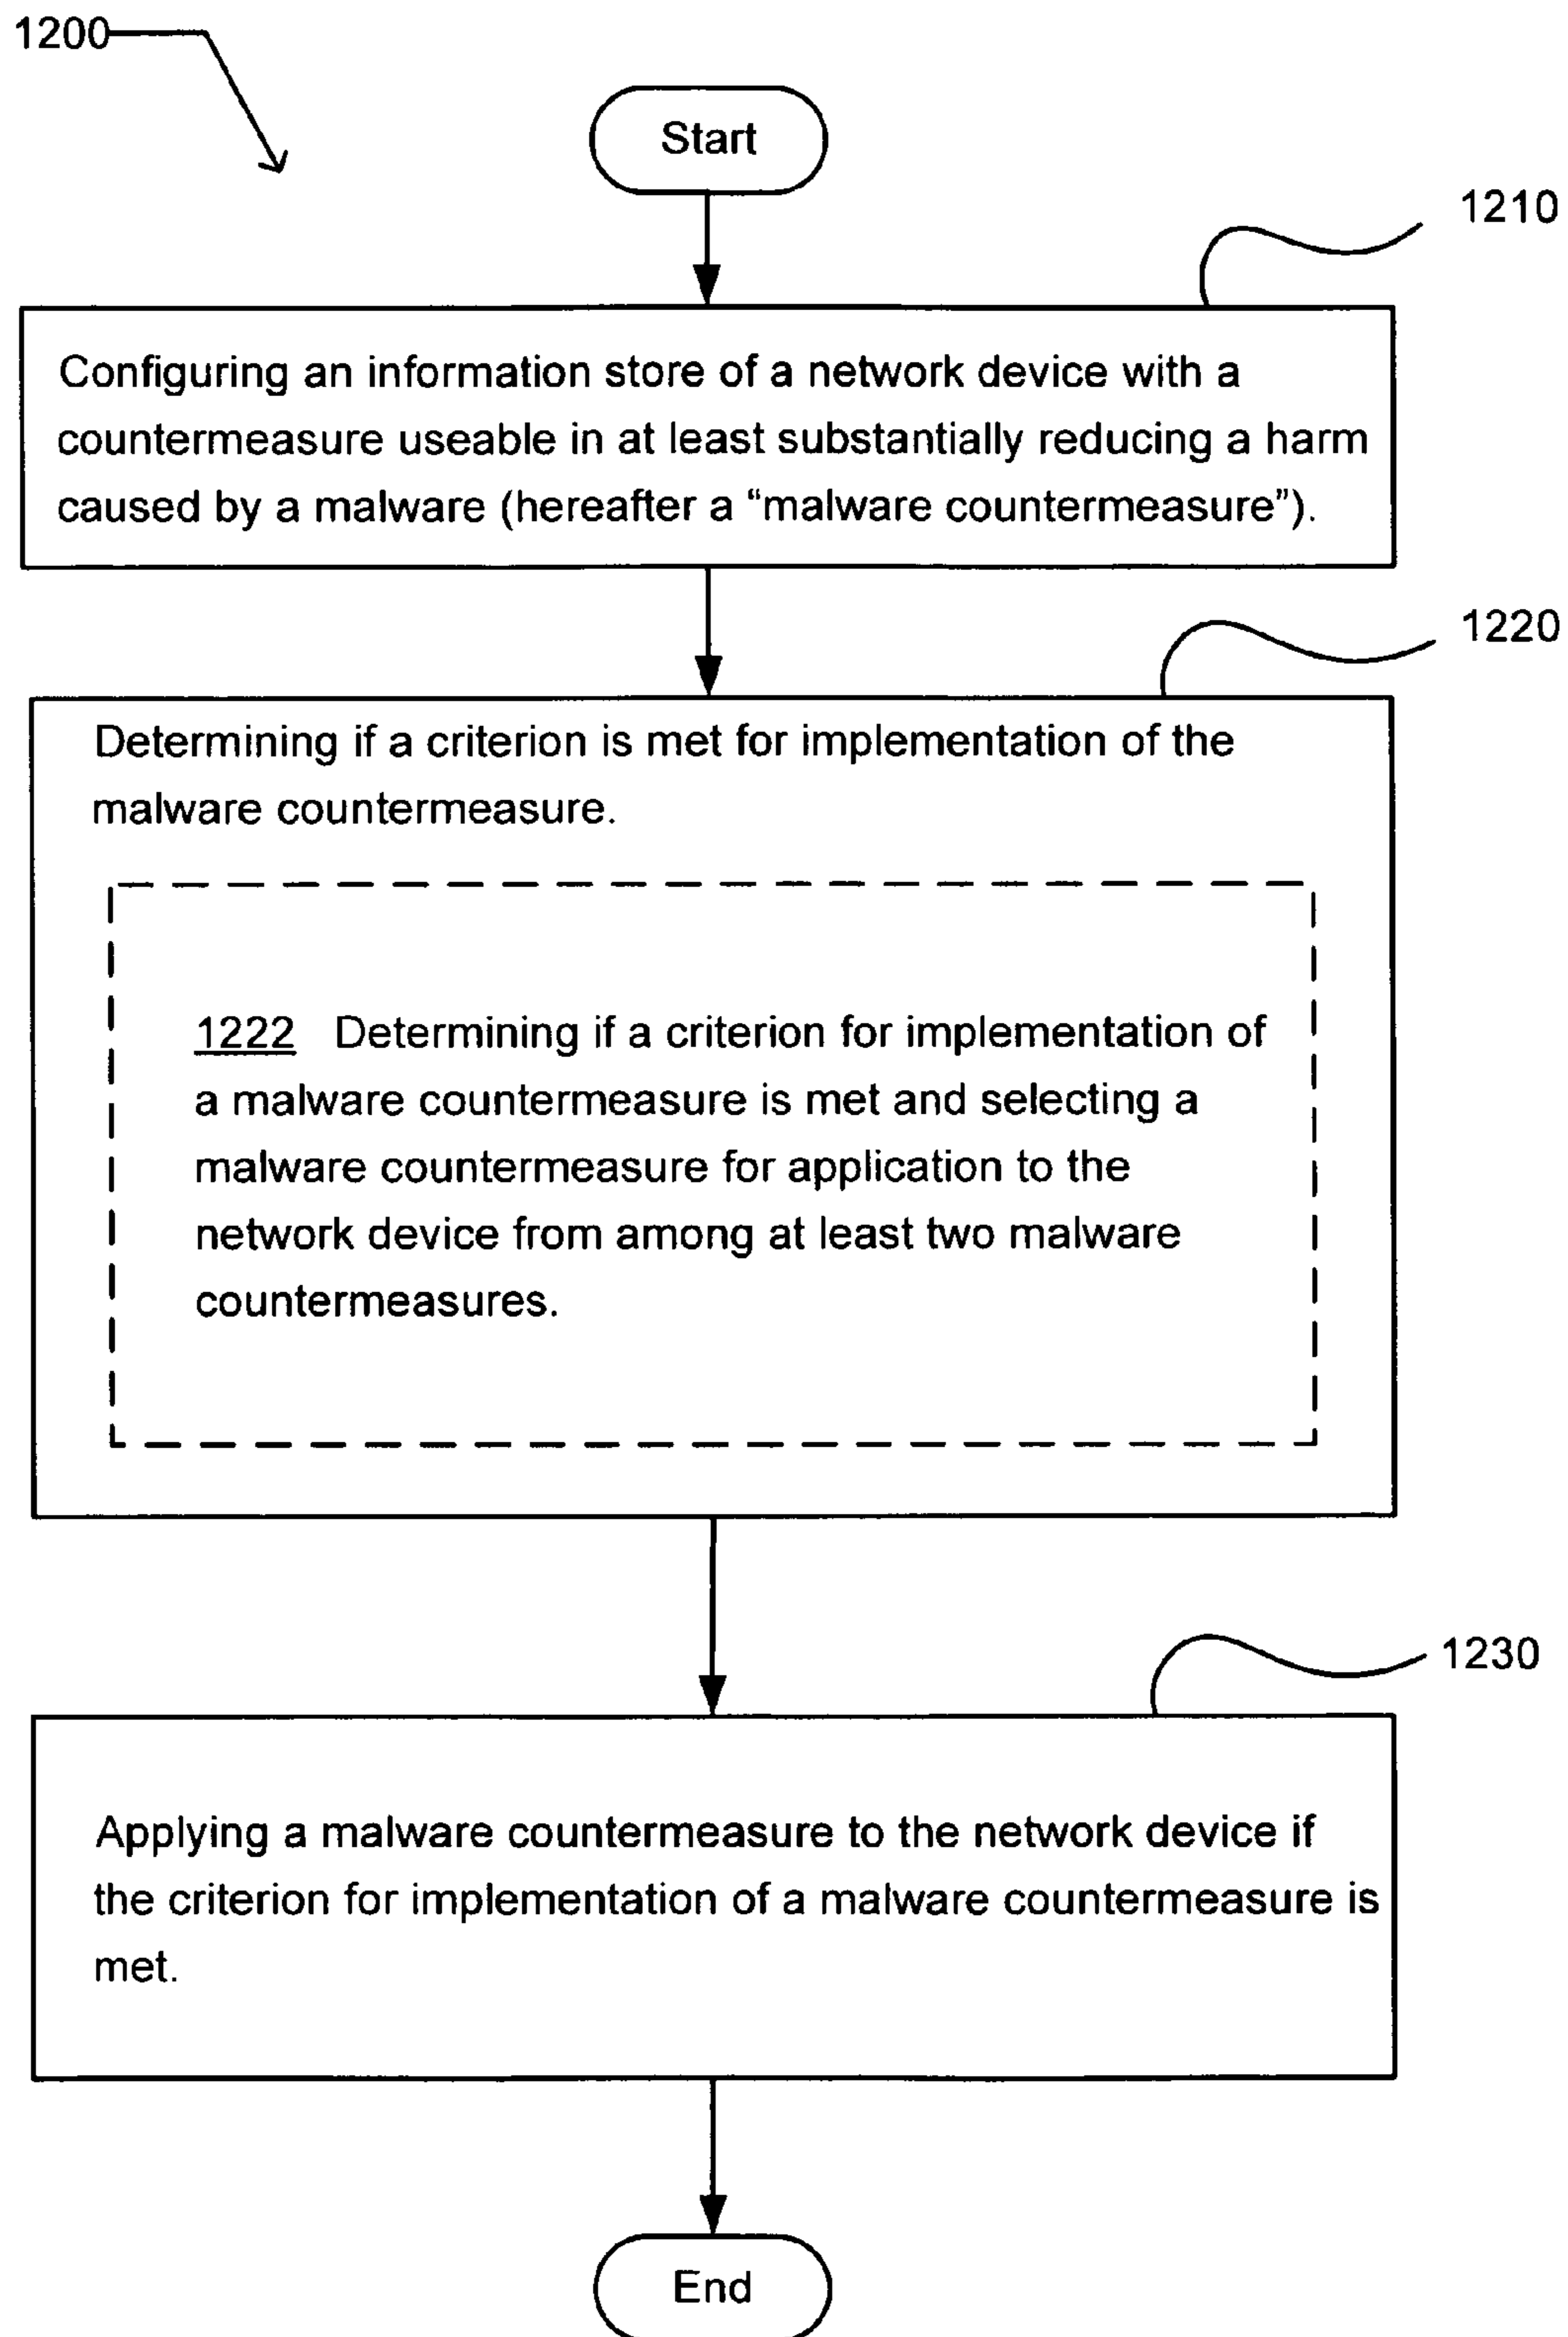 1200
Start
1210
Configuring an information store of a network device with a
countermeasure useable in at least substantially reducing a harm
caused by a malware (hereafter a “malware countermeasure”).
1220
Determining if a criterion is met for implementation of the
malware countermeasure.
1222 Determining if a criterion for implementation of
a malware countermeasure is met and selecting a
malware countermeasure for application to the
network device from among at least two malware
countermeasures.
1230
Applying a malware countermeasure to the network device if
the criterion for implementation of a malware countermeasure is
met.
End